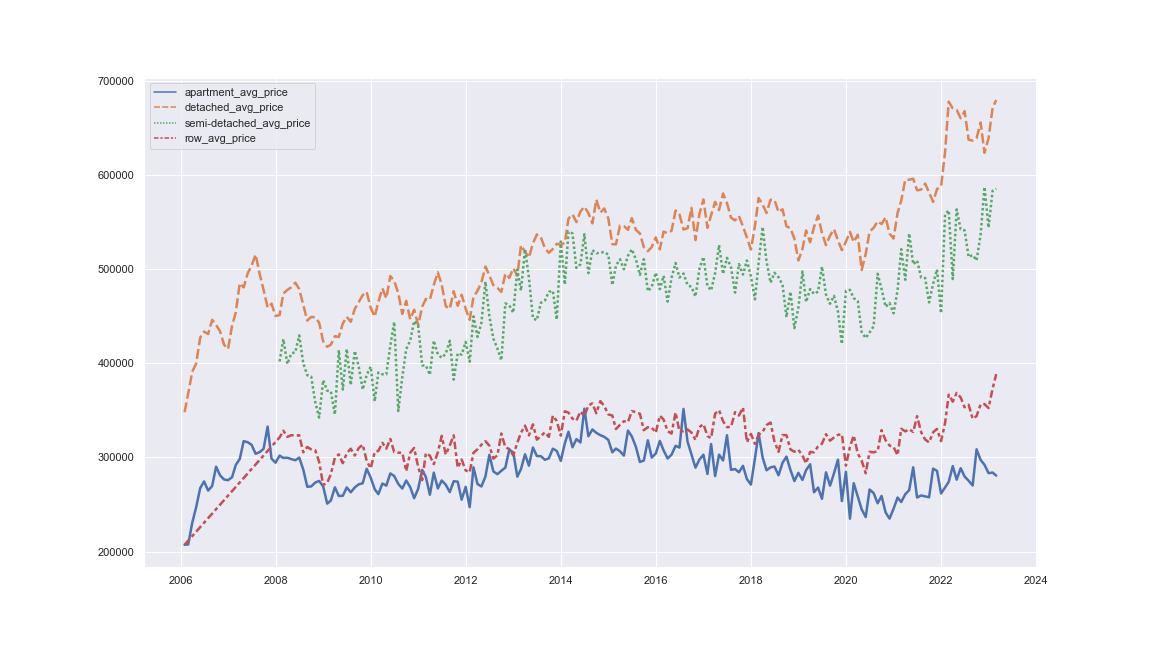 700000
600000
500000
400000
300000
200000
apartment_avg_price
detached_avg_price
semi-detached_avg_price
row_avg_price
2006 2008 2010 2012 2014 2016 2018 2020 2022 2024